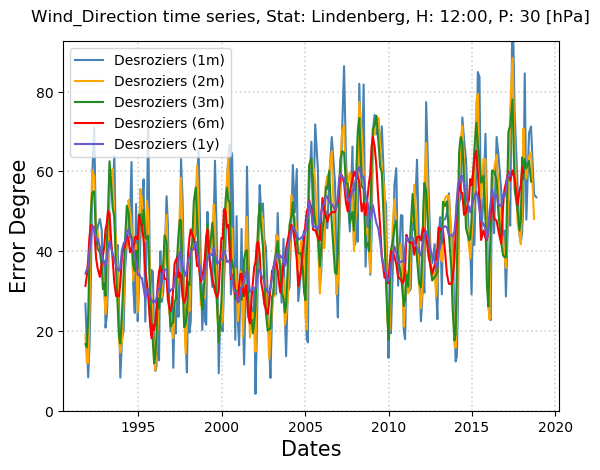 Wind_Direction time series, Stat: Lindenberg, H: 12:00, P: 30 [hPa]
Desroziers (1m)
Desroziers (2m)
Desroziers (3m)
Desroziers (6m)
Desroziers (1y)
Error Degree
80
60
40
20
0
1995 2000 2005 2010 2015 2020
Dates